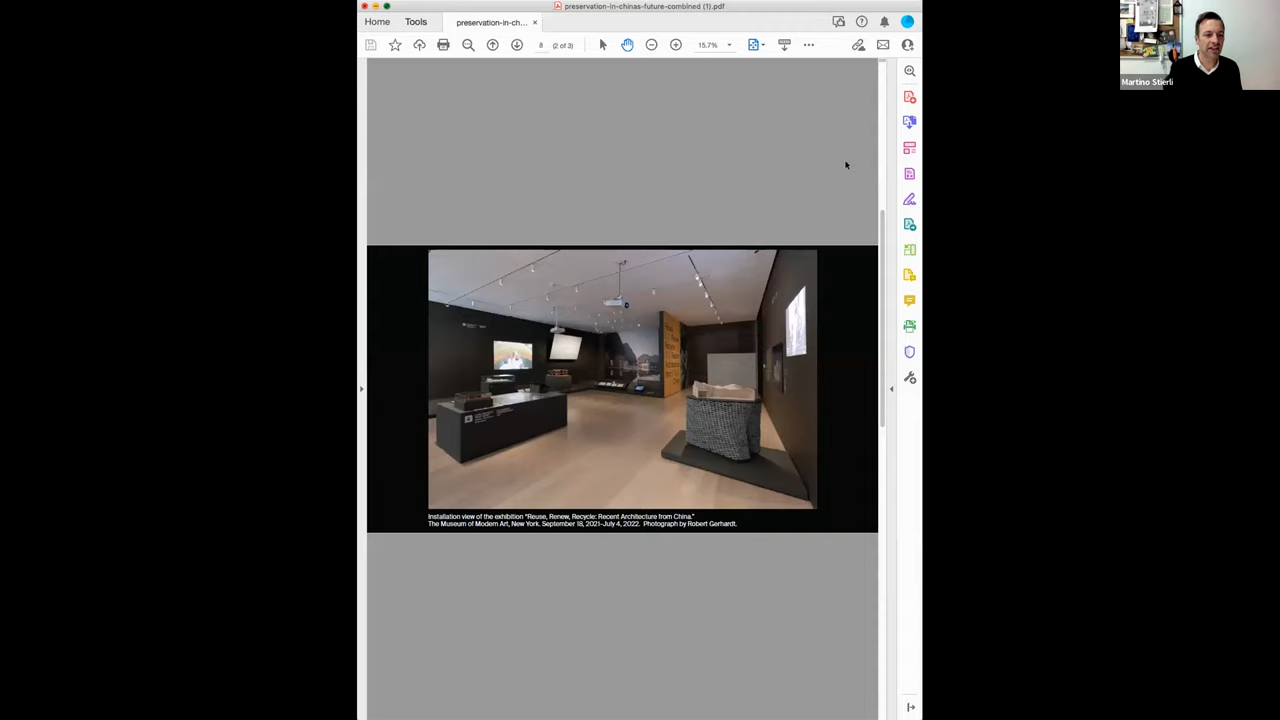 preservation-in-chinas-future-combined (1).pdf
Home
Tools
preservation-in-ch...
8
(2 of 3)
15.7%
Martino Stierli
Installation view of the exhibition "Reuse, Renew, Recycle: Recent Architecture from China."
The Museum of Modern Art, New York. September 18, 2021-July 4, 2022. Photograph by Robert Gerhardt.